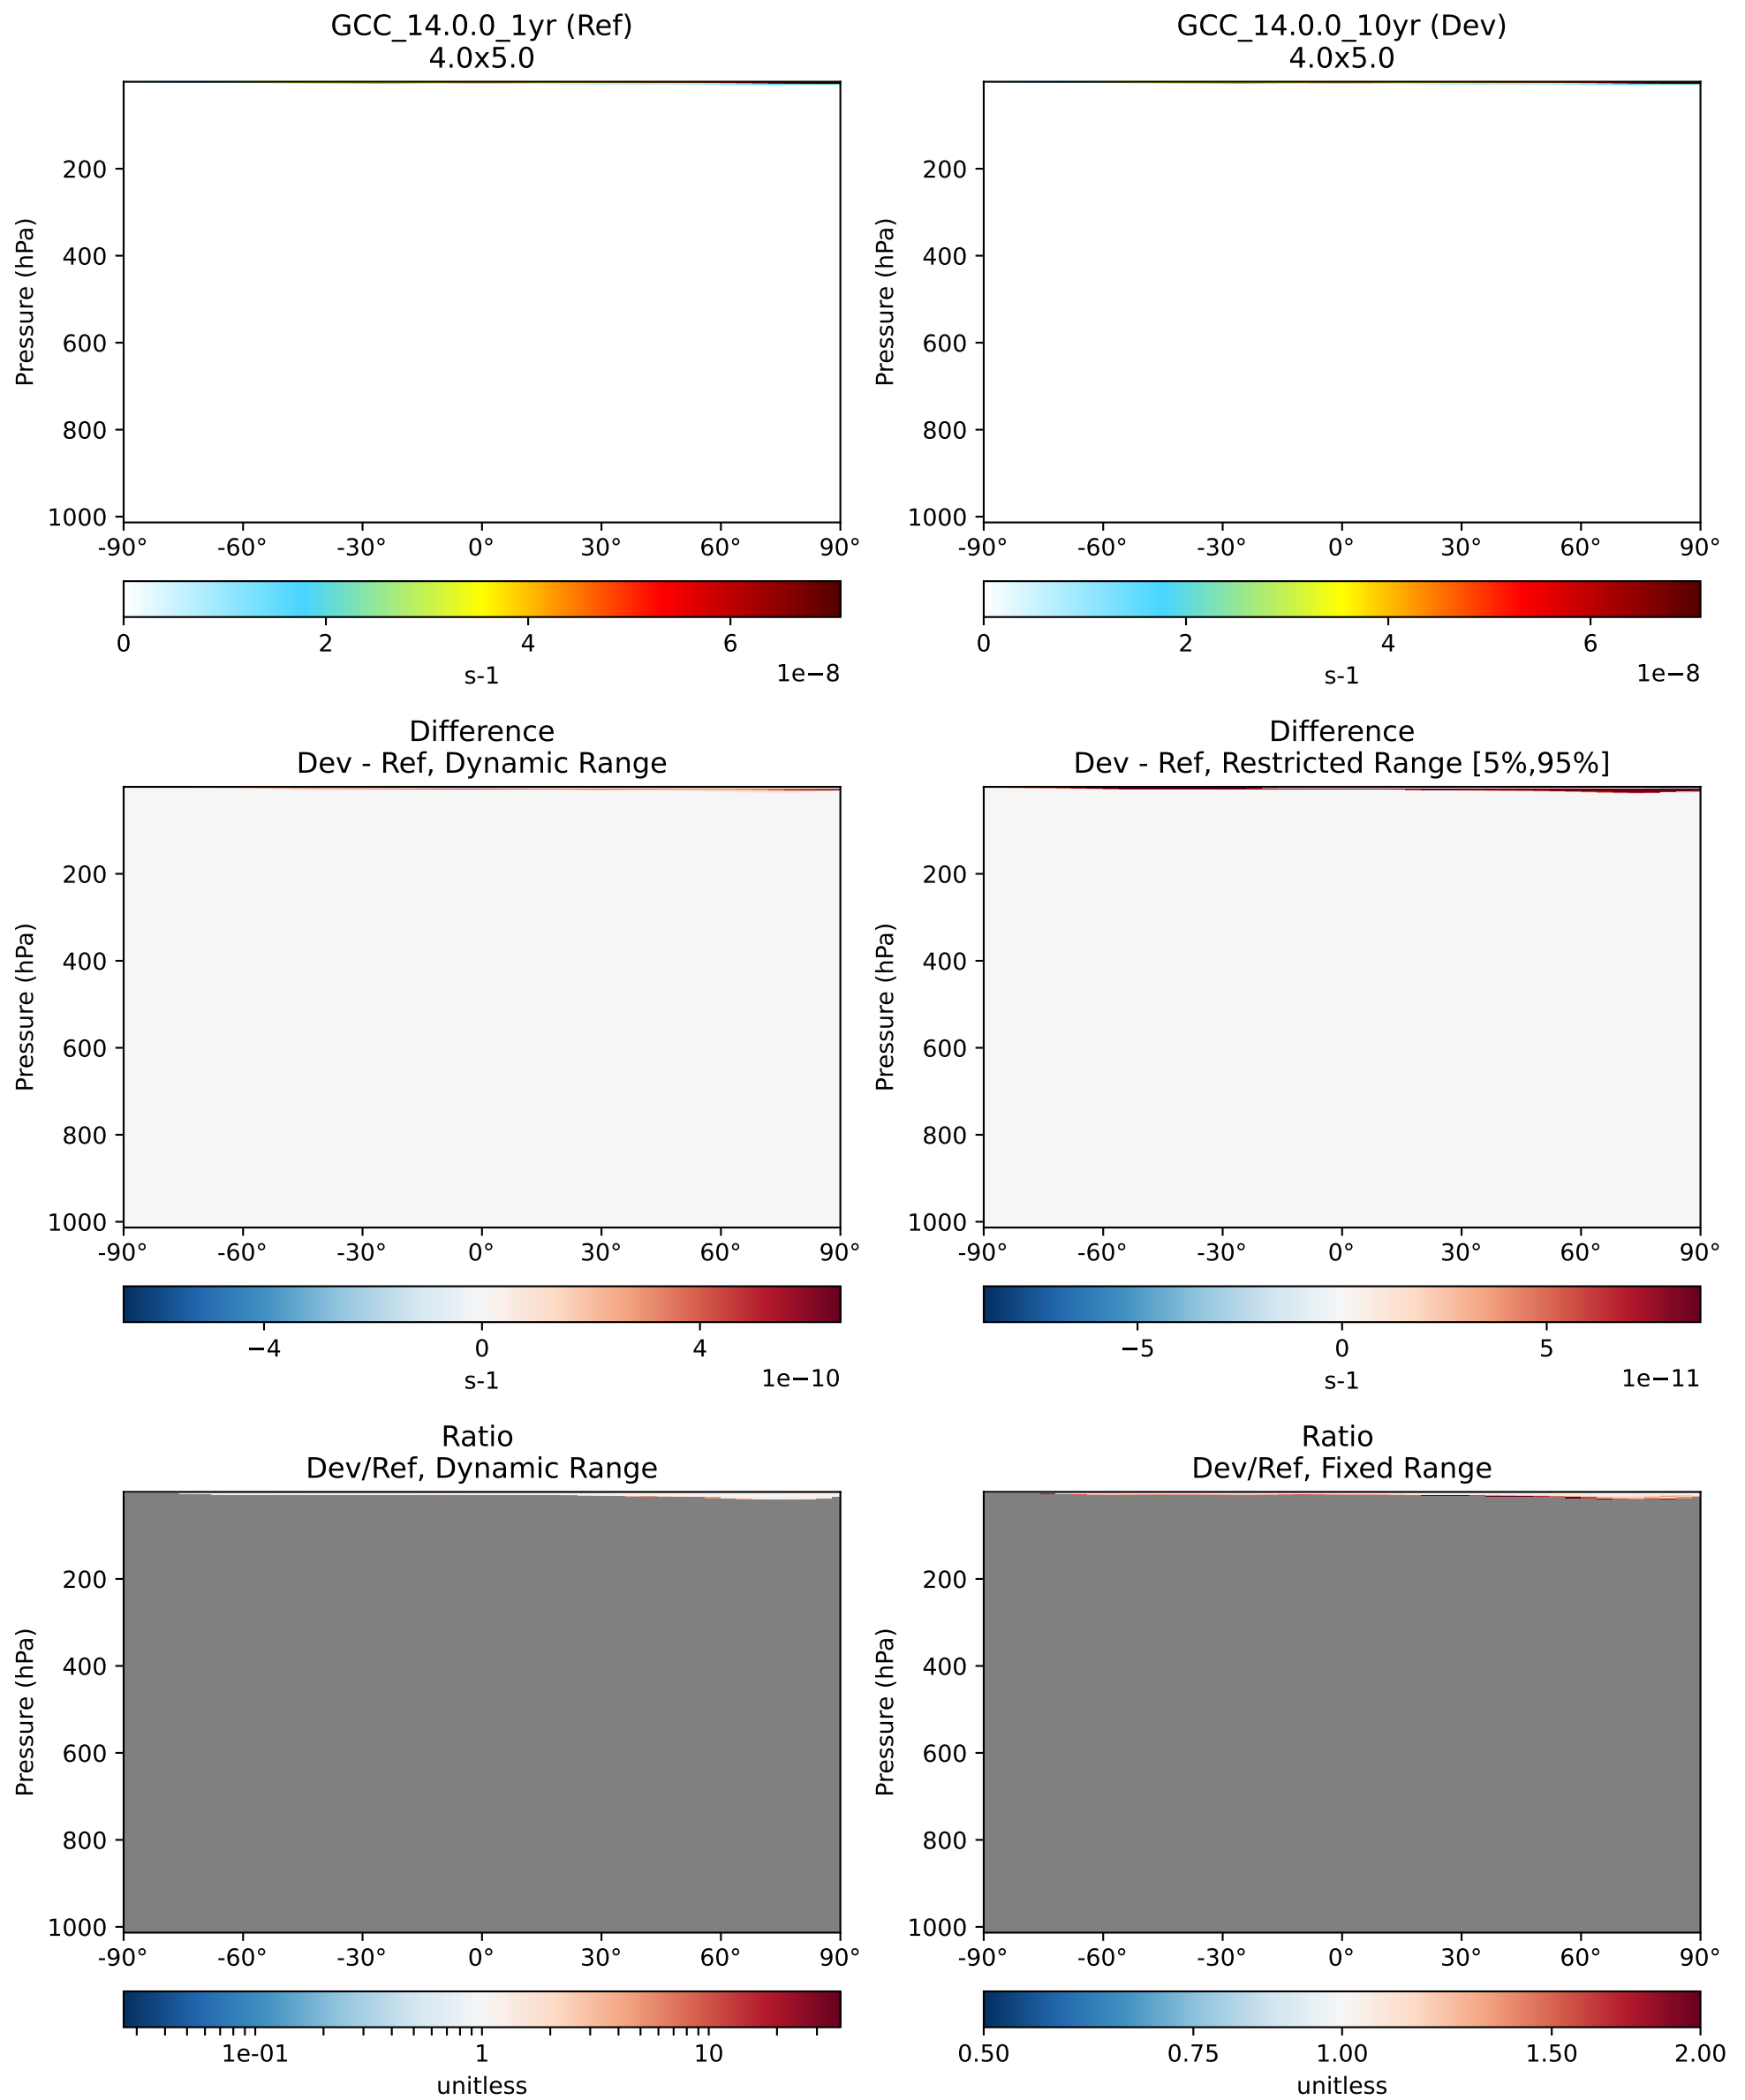 GCC_14.0.0_1yr (Ref)
4.0x5.0
Pressure (hPa)
200
400
600
800
1000
-90° -60° -30° 0° 30° 60° 90°
0 2 4 6
s-1
1e−8
GCC_14.0.0_10yr (Dev)
4.0x5.0
Pressure (hPa)
200
400
600
800
1000
-90° -60° -30° 0° 30° 60° 90°
0 2 4 6
s-1
1e−8
Difference
Dev - Ref, Dynamic Range
Pressure (hPa)
200
400
600
800
1000
-90° -60° -30° 0° 30° 60° 90°
−4 0 4
s-1
1e−10
Difference
Dev - Ref, Restricted Range [5%,95%]
Pressure (hPa)
200
400
600
800
1000
-90° -60° -30° 0° 30° 60° 90°
−5 0 5
s-1
1e−11
Ratio
Dev/Ref, Dynamic Range
Pressure (hPa)
200
400
600
800
1000
-90° -60° -30° 0° 30° 60° 90°
1e-01 1 10
unitless
Ratio
Dev/Ref, Fixed Range
Pressure (hPa)
200
400
600
800
1000
-90° -60° -30° 0° 30° 60° 90°
0.50 0.75 1.00 1.50 2.00
unitless